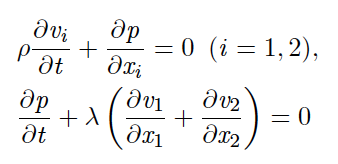 ρ ∂v_i/∂t + ∂p/∂x_i = 0 (i = 1, 2),
∂p/∂t + λ (∂v_1/∂x_1 + ∂v_2/∂x_2) = 0